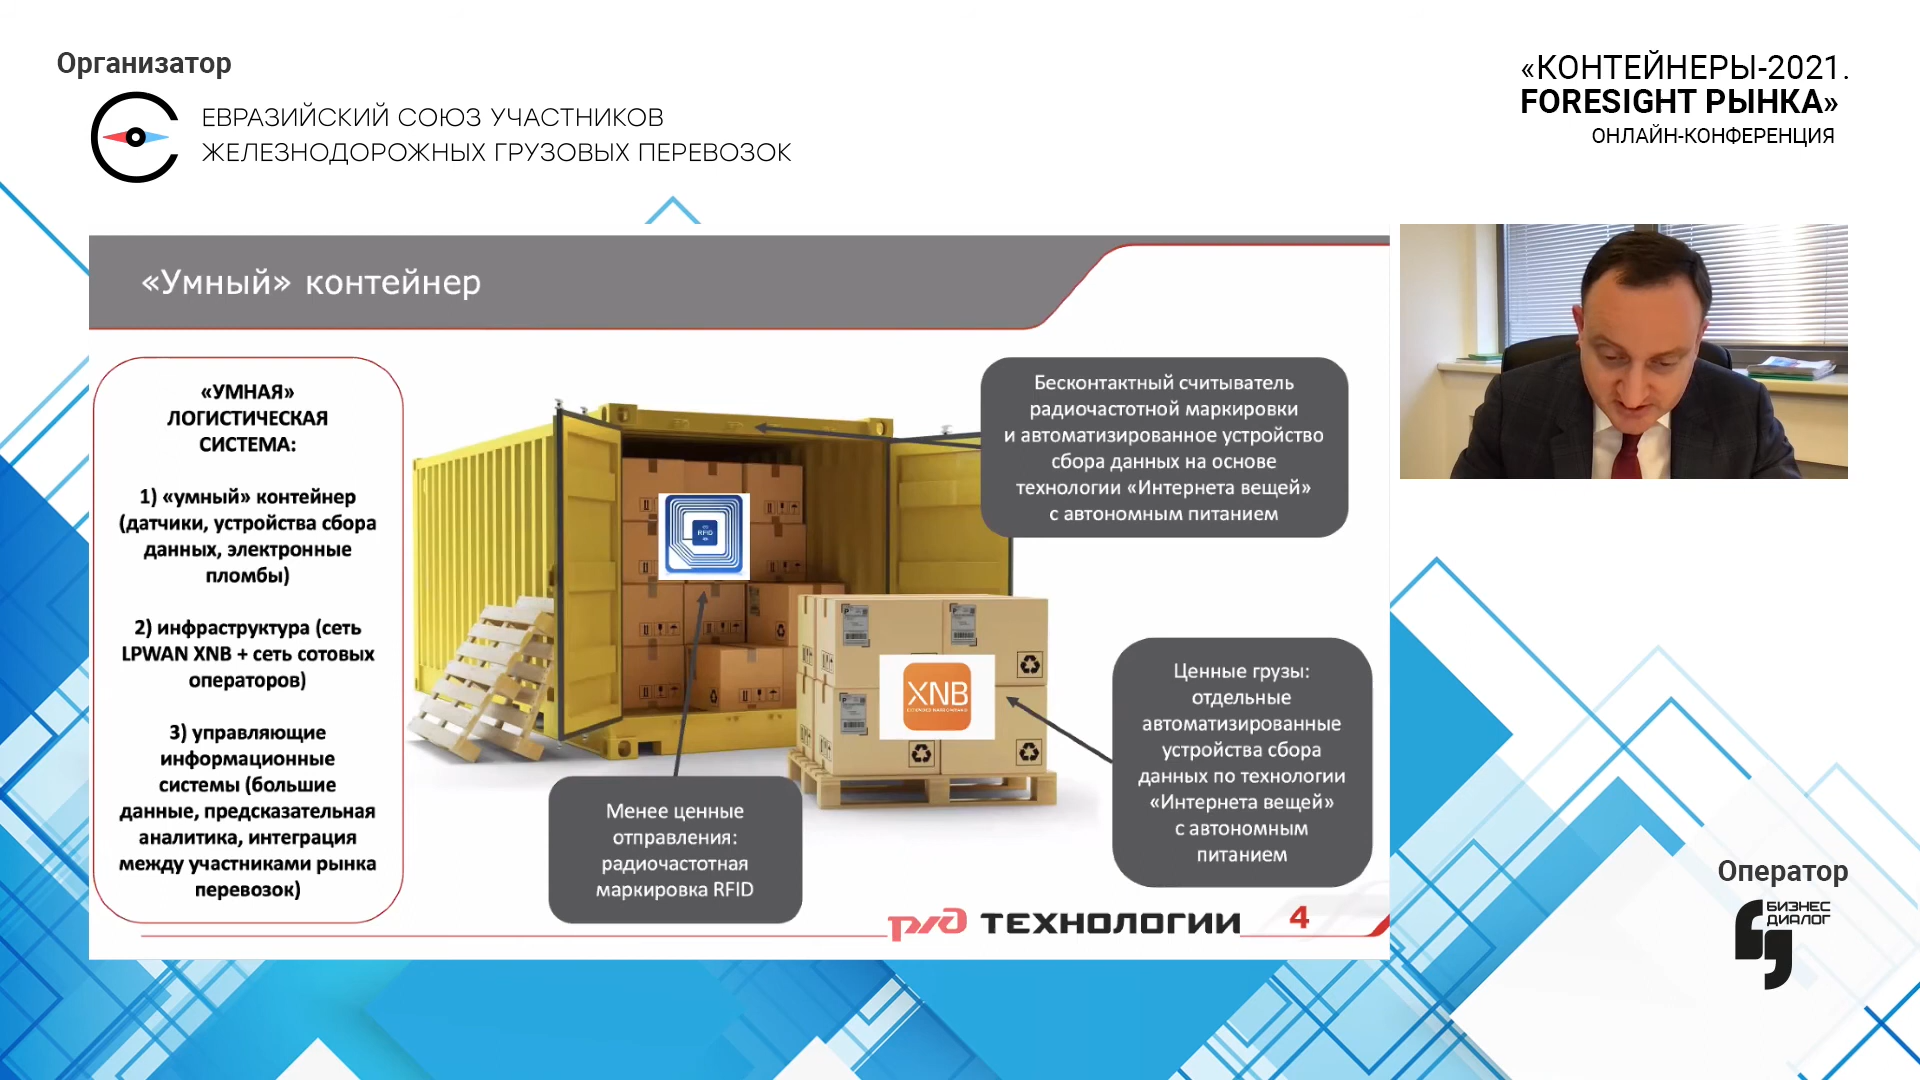 Организатор
ЕВРАЗИЙСКИЙ СОЮЗ УЧАСТНИКОВ
ЖЕЛЕЗНОДОРОЖНЫХ ГРУЗОВЫХ ПЕРЕВОЗОК
«КОНТЕЙНЕРЫ-2021.
FORESIGHT РЫНКА»
ОНЛАЙН-КОНФЕРЕНЦИЯ
«Умный» контейнер
«УМНАЯ»
ЛОГИСТИЧЕСКАЯ
СИСТЕМА:
1) «умный» контейнер
(датчики, устройства сбора
данных, электронные
пломбы)
2) инфраструктура (сеть
LPWAN XNB + сеть сотовых
операторов)
3) управляющие
информационные
системы (большие
данные, предсказательная
аналитика, интеграция
между участниками рынка
перевозок)
Бесконтактный считыватель
радиочастотной маркировки
и автоматизированное устройство
сбора данных на основе
технологии «Интернета вещей»
с автономным питанием
RFID
XNB
Ценные грузы:
отдельные
автоматизированные
устройства сбора
данных по технологии
«Интернета вещей»
с автономным
питанием
Менее ценные
отправления:
радиочастотная
маркировка RFID
ржд ТЕХНОЛОГИИ
4
Оператор
БИЗНЕС
ДИАЛОГ